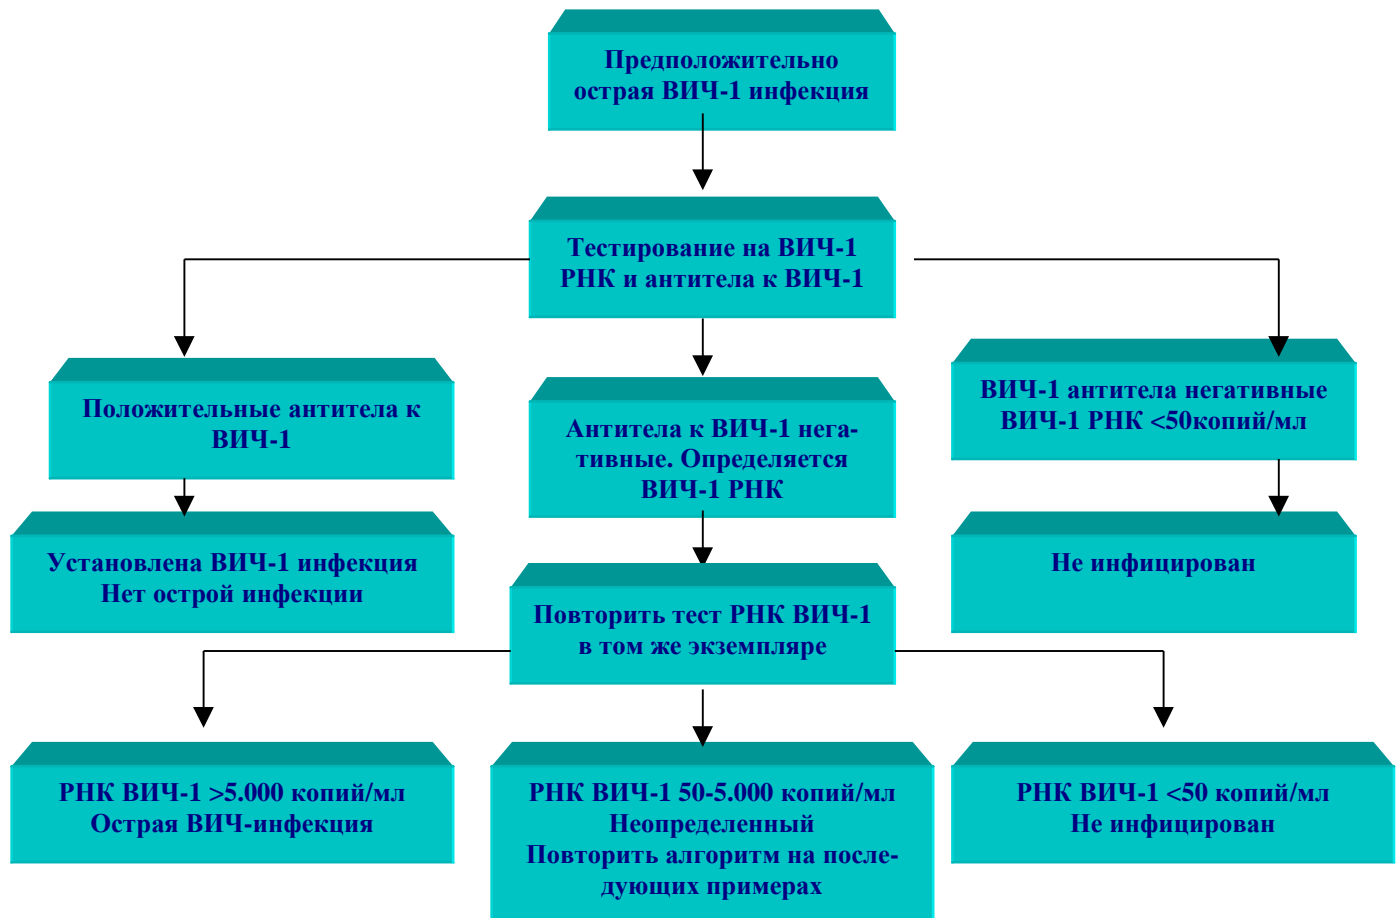 Предположительно
острая ВИЧ-1 инфекция
Тестирование на ВИЧ-1
РНК и антитела к ВИЧ-1
Положительные антитела к
ВИЧ-1
Антитела к ВИЧ-1 нега-
тивные. Определяется
ВИЧ-1 РНК
ВИЧ-1 антитела негативные
ВИЧ-1 РНК <50копий/мл
Установлена ВИЧ-1 инфекция
Нет острой инфекции
Не инфицирован
Повторить тест РНК ВИЧ-1
в том же экземпляре
РНК ВИЧ-1 >5.000 копий/мл
Острая ВИЧ-инфекция
РНК ВИЧ-1 50-5.000 копий/мл
Неопределенный
Повторить алгоритм на после-
дующих примерах
РНК ВИЧ-1 <50 копий/мл
Не инфицирован